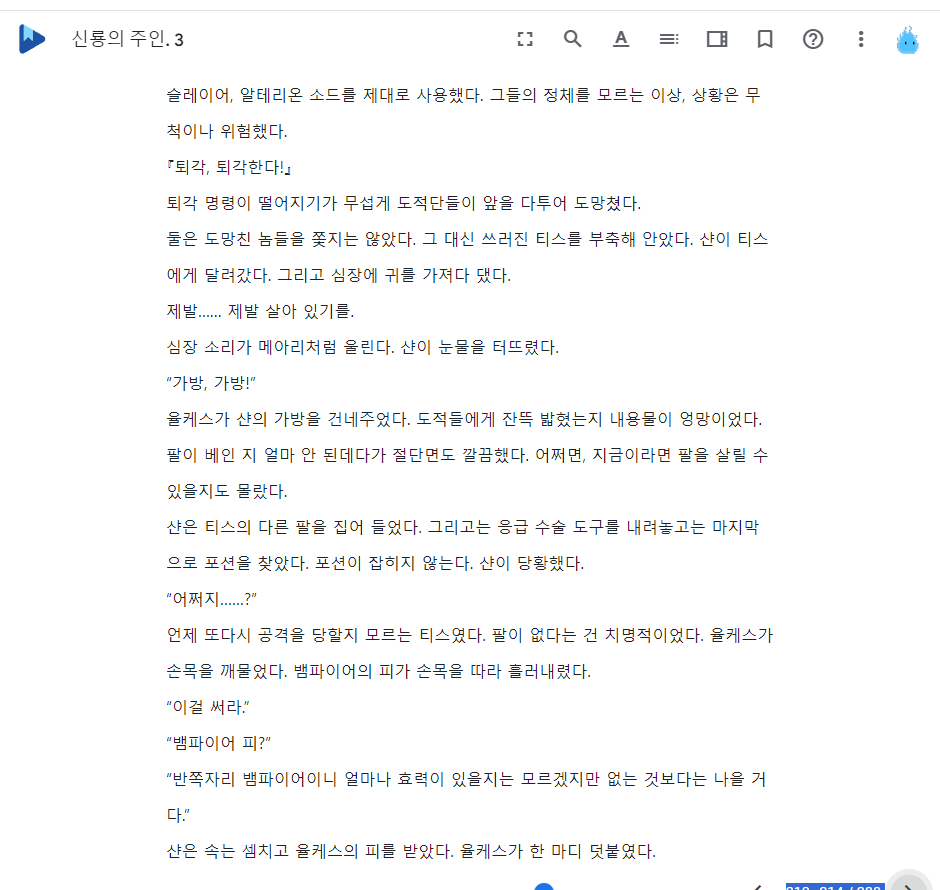 신룡의 주인. 3
슬레이어, 알테리온 소드를 제대로 사용했다. 그들의 정체를 모르는 이상, 상황은 무
척이나 위험했다.
『퇴각, 퇴각한다!』
퇴각 명령이 떨어지기가 무섭게 도적단들이 앞을 다투어 도망쳤다.
둘은 도망친 놈들을 쫓지는 않았다. 그 대신 쓰러진 티스를 부축해 안았다. 샨이 티스
에게 달려갔다. 그리고 심장에 귀를 가져다 댔다.
제발...... 제발 살아 있기를.
심장 소리가 메아리처럼 울린다. 샨이 눈물을 터뜨렸다.
“가방, 가방!”
율케스가 샨의 가방을 건네주었다. 도적들에게 잔뜩 밟혔는지 내용물이 엉망이었다.
팔이 베인 지 얼마 안 된데다가 절단면도 깔끔했다. 어쩌면, 지금이라면 팔을 살릴 수
있을지도 몰랐다.
샨은 티스의 다른 팔을 집어 들었다. 그리고는 응급 수술 도구를 내려놓고는 마지막
으로 포션을 찾았다. 포션이 잡히지 않는다. 샨이 당황했다.
“어쩌지......?”
언제 또다시 공격을 당할지 모르는 티스였다. 팔이 없다는 건 치명적이었다. 율케스가
손목을 깨물었다. 뱀파이어의 피가 손목을 따라 흘러내렸다.
“이걸 써라.”
“뱀파이어 피?”
“반쪽자리 뱀파이어이니 얼마나 효력이 있을지는 모르겠지만 없는 것보다는 나을 거
다.”
샨은 속는 셈치고 율케스의 피를 받았다. 율케스가 한 마디 덧붙였다.